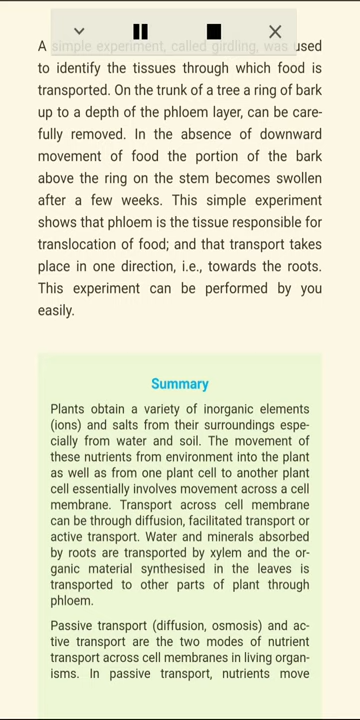 A simple experiment, called girdling, was used
to identify the tissues through which food is
transported. On the trunk of a tree a ring of bark
up to a depth of the phloem layer, can be care-
fully removed. In the absence of downward
movement of food the portion of the bark
above the ring on the stem becomes swollen
after a few weeks. This simple experiment
shows that phloem is the tissue responsible for
translocation of food; and that transport takes
place in one direction, i.e., towards the roots.
This experiment can be performed by you
easily.
Summary
Plants obtain a variety of inorganic elements
(ions) and salts from their surroundings espe-
cially from water and soil. The movement of
these nutrients from environment into the plant
as well as from one plant cell to another plant
cell essentially involves movement across a cell
membrane. Transport across cell membrane
can be through diffusion, facilitated transport or
active transport. Water and minerals absorbed
by roots are transported by xylem and the or-
ganic material synthesised in the leaves is
transported to other parts of plant through
phloem.
Passive transport (diffusion, osmosis) and ac-
tive transport are the two modes of nutrient
transport across cell membranes in living organ-
isms. In passive transport, nutrients move